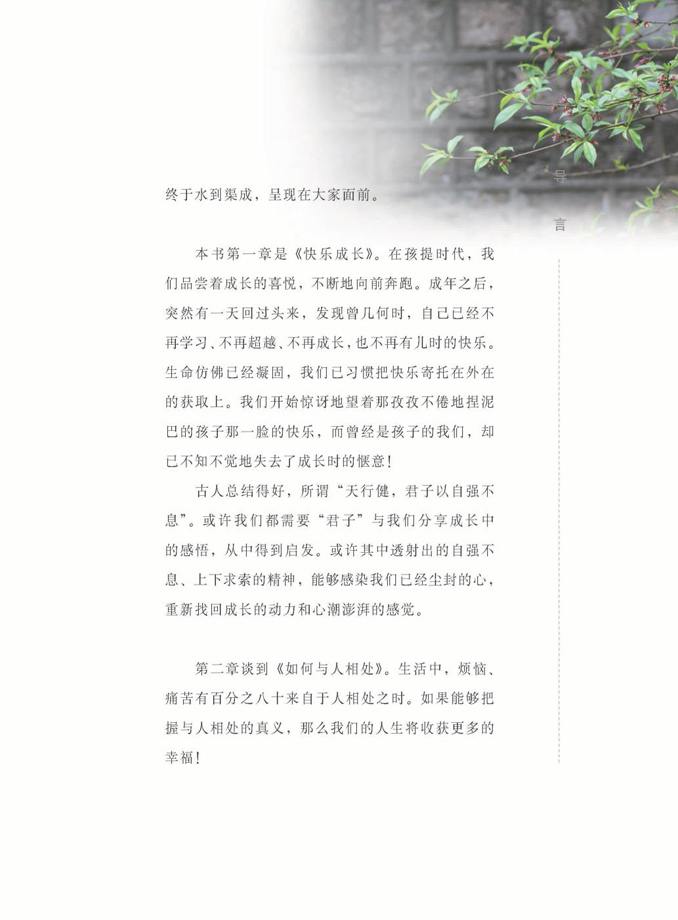 导
言
终于水到渠成，呈现在大家面前。
本书第一章是《快乐成长》。在孩提时代，我
们品尝着成长的喜悦，不断地向前奔跑。成年之后，
突然有一天回过头来，发现曾几何时，自己已经不
再学习、不再超越、不再成长，也不再有儿时的快乐。
生命仿佛已经凝固，我们已习惯把快乐寄托在外在
的获取上。我们开始惊讶地望着那孜孜不倦地捏泥
巴的孩子那一脸的快乐，而曾经是孩子的我们，却
已不知不觉地失去了成长时的惬意！
古人总结得好，所谓“天行健，君子以自强不
息”。或许我们都需要“君子”与我们分享成长中
的感悟，从中得到启发。或许其中透射出的自强不
息、上下求索的精神，能够感染我们已经尘封的心，
重新找回成长的动力和心潮澎湃的感觉。
第二章谈到《如何与人相处》。生活中，烦恼、
痛苦有百分之八十来自于人相处之时。如果能够把
握与人相处的真义，那么我们的人生将收获更多的
幸福！